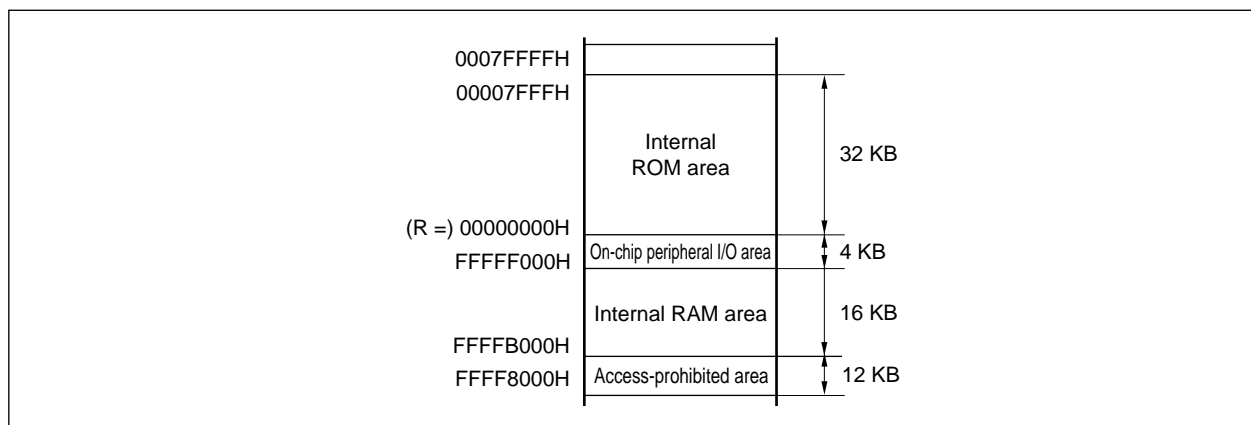 0007FFFFH
00007FFFH
Internal
ROM area
32 KB
(R =) 00000000H
On-chip peripheral I/O area
4 KB
FFFFF000H
Internal RAM area
16 KB
FFFFB000H
FFFF8000H
Access-prohibited area
12 KB